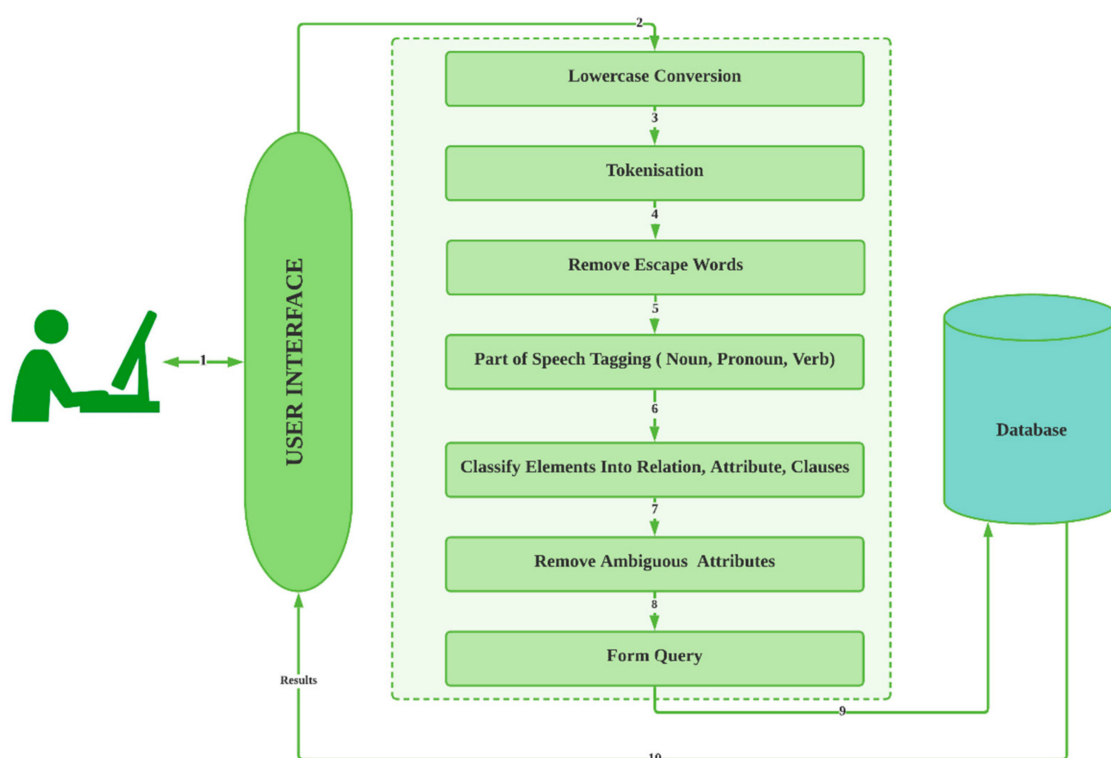 2
Lowercase Conversion
3
Tokenisation
4
Remove Escape Words
5
Part of Speech Tagging ( Noun, Pronoun, Verb)
6
Classify Elements Into Relation, Attribute, Clauses
7
Remove Ambiguous Attributes
8
Form Query
9
1
USER INTERFACE
Database
Results
10